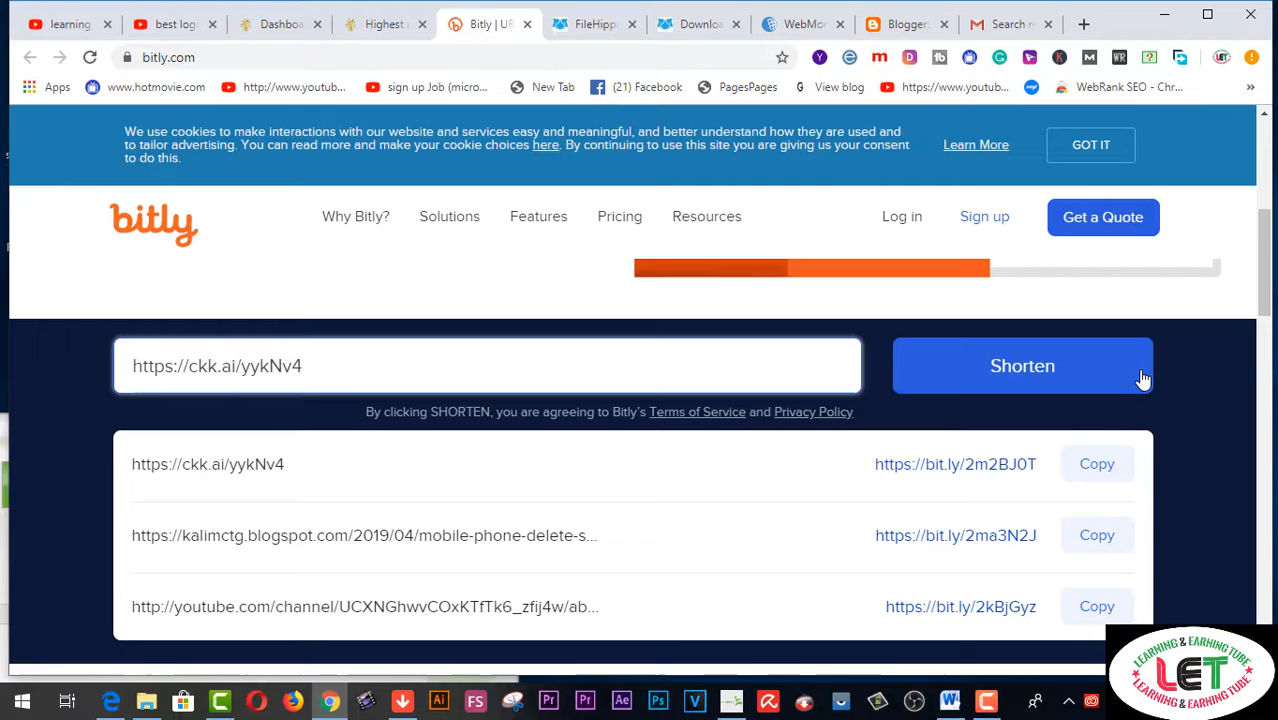 learning
best log
Dashboa
Highest
Bitly | UR
FileHippo
Downloa
WebMon
Blogger:
Search r
bitly.com
Apps
www.hotmovie.com
http://www.youtub...
sign up Job (micro...
New Tab
(21) Facebook
PagesPages
View blog
https://www.youtub...
WebRank SEO - Chr...
We use cookies to make interactions with our website and services easy and meaningful, and better understand how they are used and
to tailor advertising. You can read more and make your cookie choices here. By continuing to use this site you are giving us your consent
to do this.
Learn More
GOT IT
bitly
Why Bitly?
Solutions
Features
Pricing
Resources
Log in
Sign up
Get a Quote
https://ckk.ai/yykNv4
Shorten
By clicking SHORTEN, you are agreeing to Bitly's Terms of Service and Privacy Policy
https://ckk.ai/yykNv4 https://bit.ly/2m2BJ0T Copy
https://kalimctg.blogspot.com/2019/04/mobile-phone-delete-s... https://bit.ly/2ma3N2J Copy
http://youtube.com/channel/UCXNGhwvCOxKTfTk6_zfij4w/ab... https://bit.ly/2kBjGyz Copy
LEARNING & EARNING TUBE
LET
LEARNING & EARNING TUBE